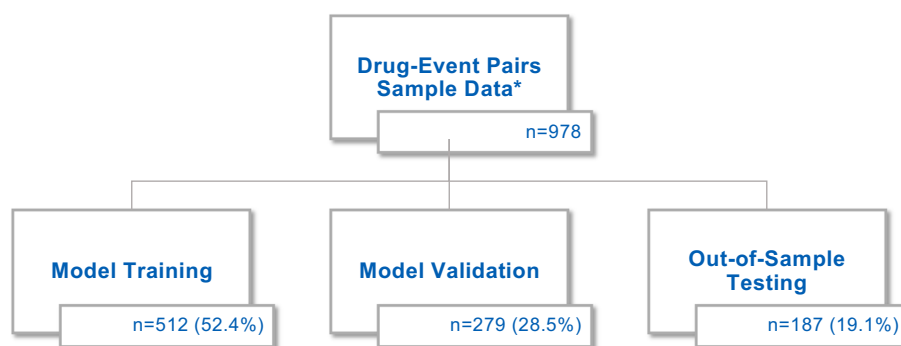 Drug-Event Pairs
Sample Data*
n=978
Model Training
n=512 (52.4%)
Model Validation
n=279 (28.5%)
Out-of-Sample
Testing
n=187 (19.1%)